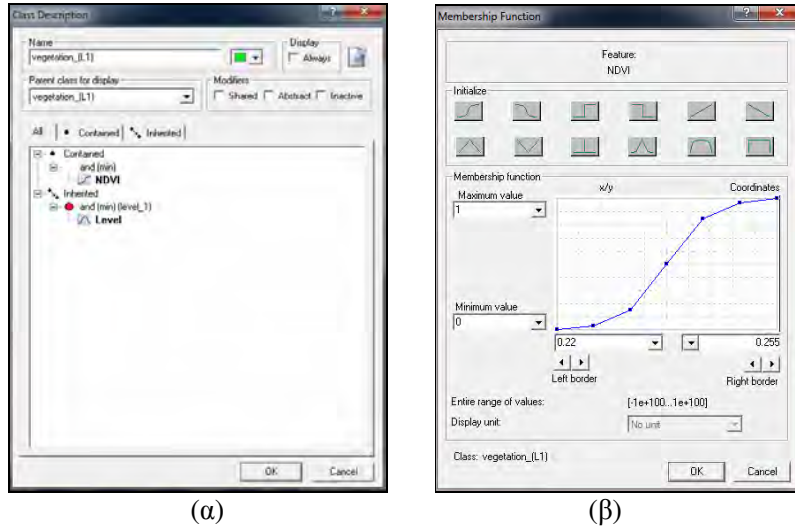 Class Description
Name
vegetation_(L1)
Display
Always
Parent class for display
vegetation_(L1)
Modifiers
Shared Abstract Inactive
All Contained Inherited
Contained
and (min)
NDVI
Inherited
and (min) (level_1)
Level
OK Cancel
(α)
Membership Function
Feature:
NDVI
Initialize
Membership function
Maximum value x/y Coordinates
1
Minimum value
0
0.22 0.255
Left border Right border
Entire range of values: [-1e+100...1e+100]
Display unit: No unit
Class: vegetation_(L1)
OK Cancel
(β)